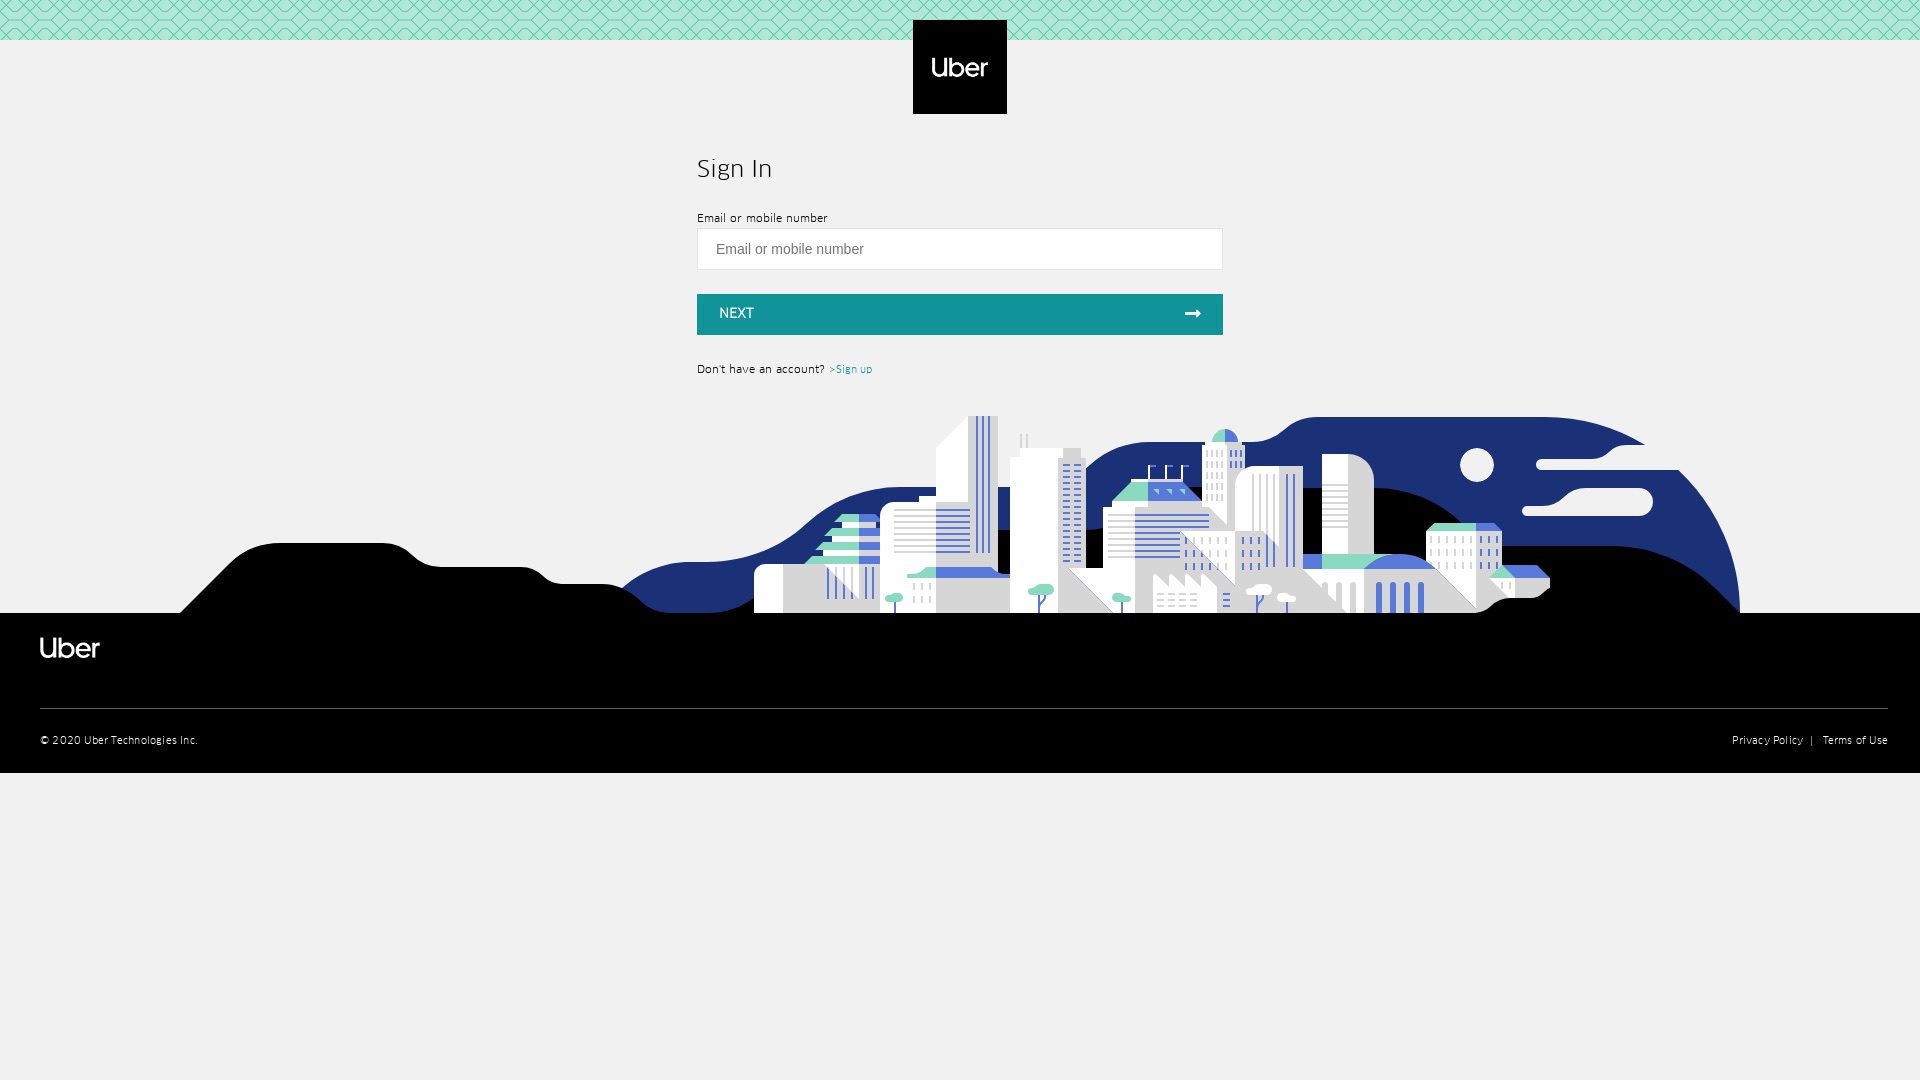 Uber
Sign In
Email or mobile number
Email or mobile number
NEXT
Don't have an account? >Sign up
Uber
© 2020 Uber Technologies Inc.
Privacy Policy | Terms of Use